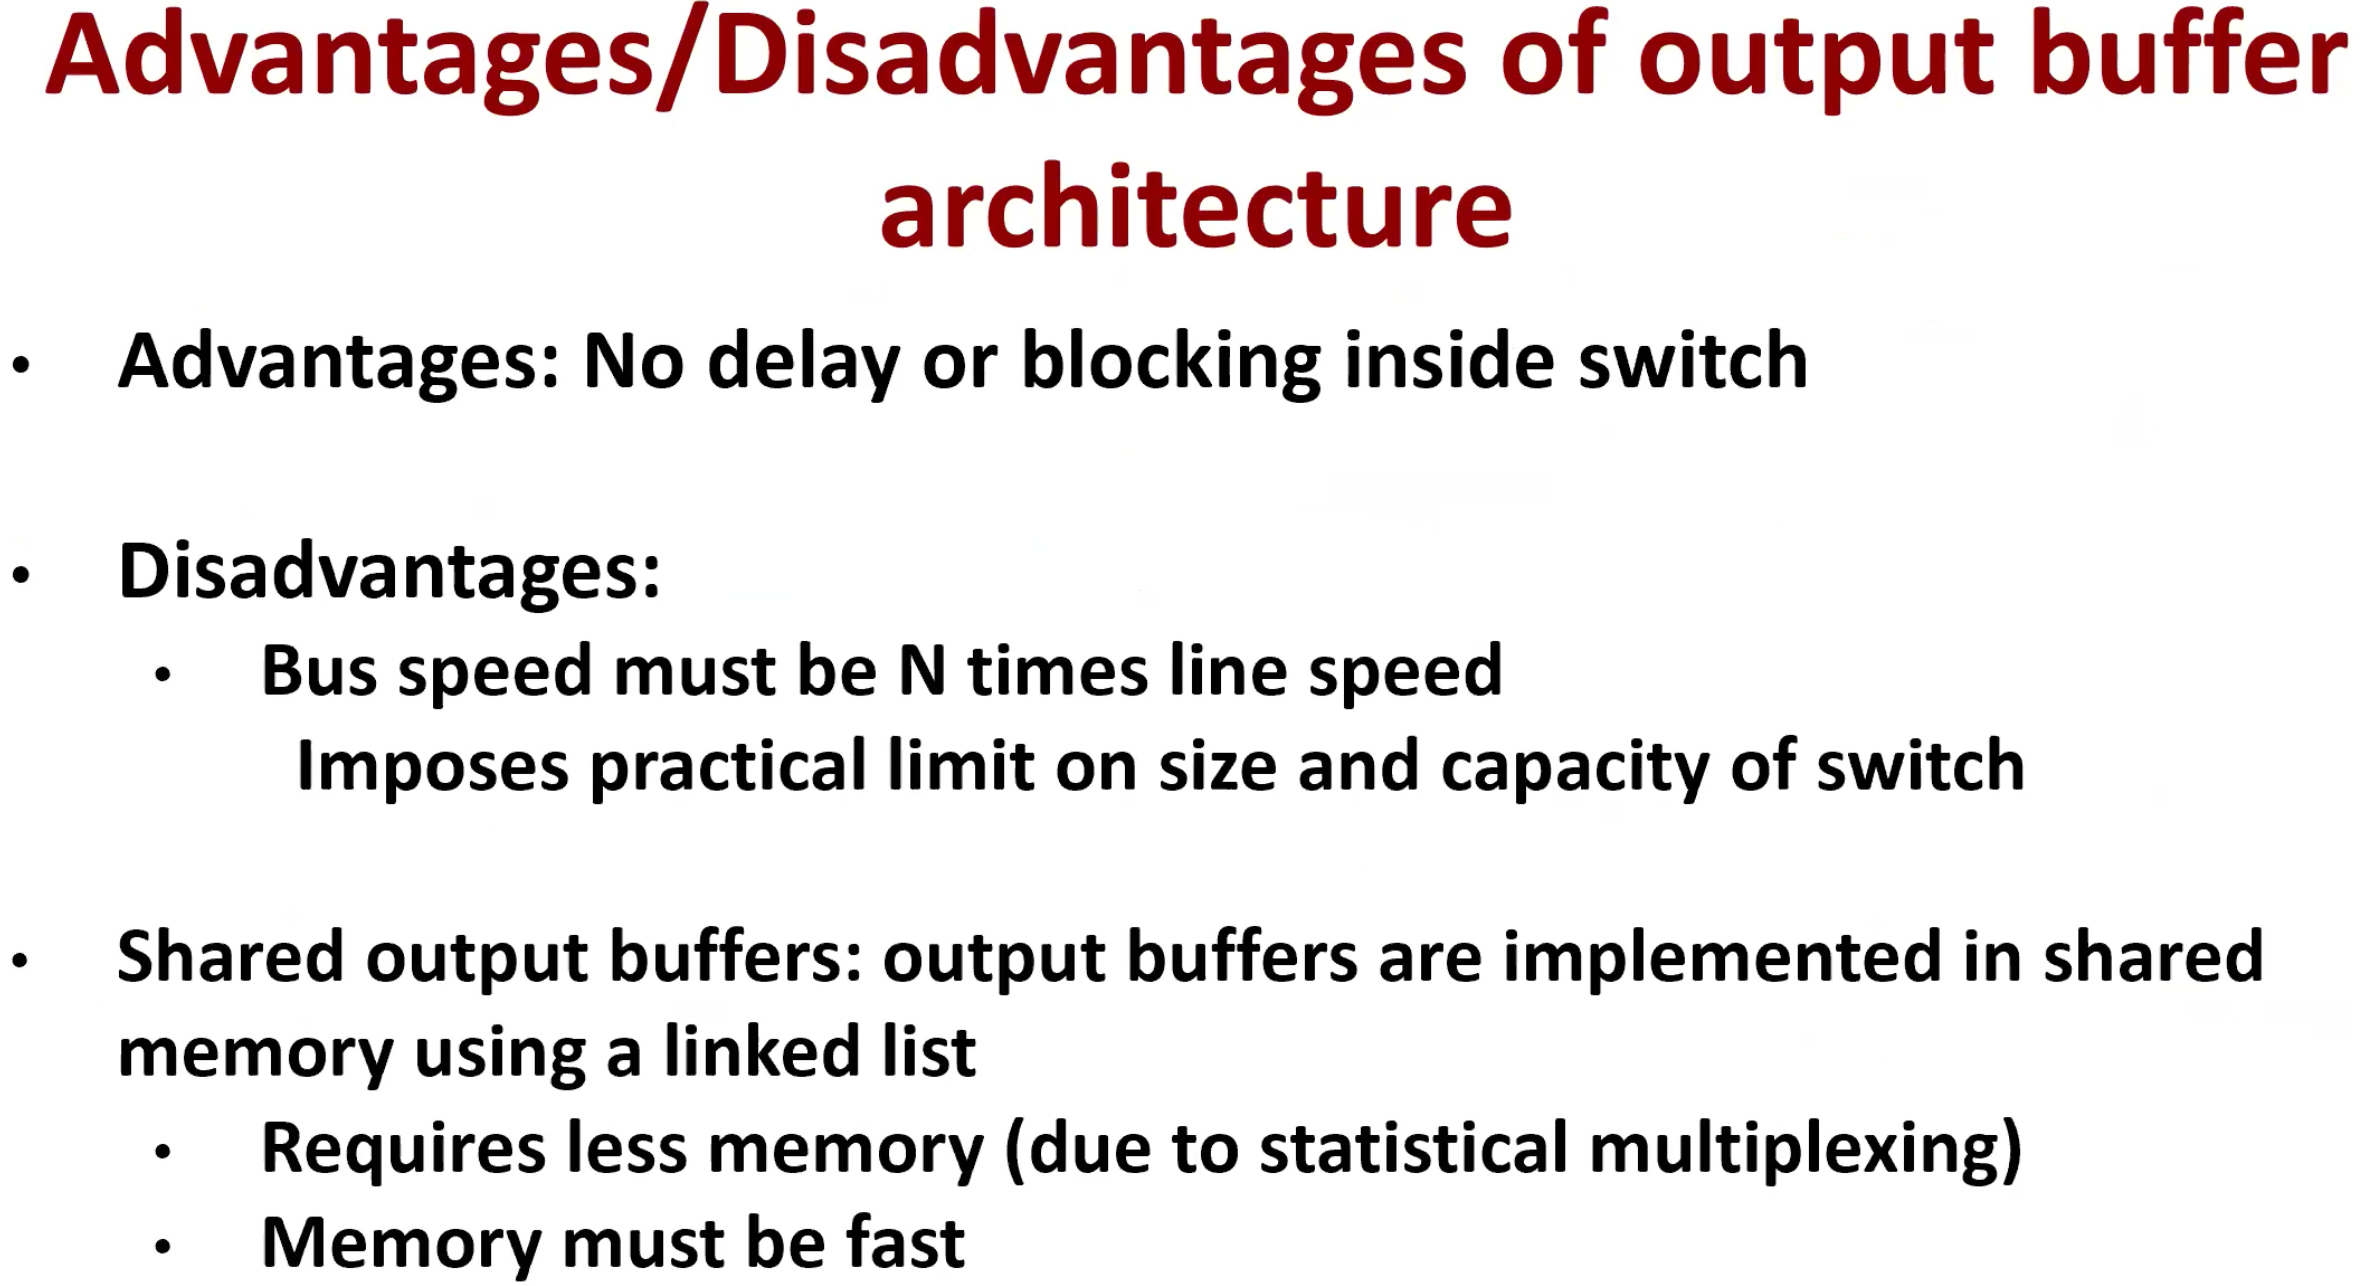 Advantages/Disadvantages of output buffer
architecture
• Advantages: No delay or blocking inside switch
• Disadvantages:
• Bus speed must be N times line speed
Imposes practical limit on size and capacity of switch
• Shared output buffers: output buffers are implemented in shared
memory using a linked list
• Requires less memory (due to statistical multiplexing)
• Memory must be fast